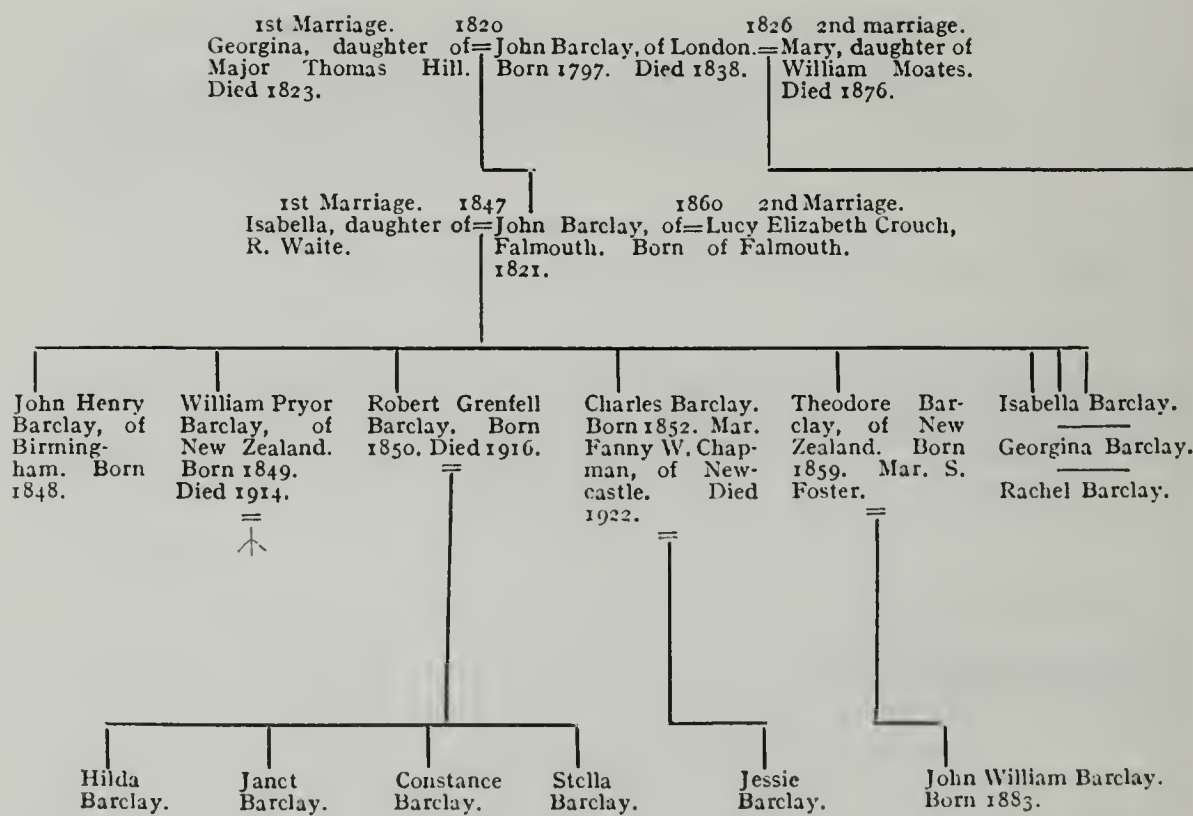 1st Marriage. 1820
Georgina, daughter of=John Barclay, of London.=Mary, daughter of
Major Thomas Hill. Born 1797. Died 1838. William Moates.
Died 1823. Died 1876.
1826 2nd marriage.
1st Marriage. 1847 1860 2nd Marriage.
Isabella, daughter of=John Barclay, of=Lucy Elizabeth Crouch,
R. Waite. Falmouth. Born of Falmouth.
1821.
John Henry
Barclay, of
Birming-
ham. Born
1848.
William Pryor
Barclay, of
New Zealand.
Born 1849.
Died 1914.
=
Robert Grenfell
Barclay. Born
1850. Died 1916.
=
Charles Barclay.
Born 1852. Mar.
Fanny W. Chap-
man, of New-
castle. Died
1922.
=
Theodore Bar-
clay, of New
Zealand. Born
1859. Mar. S.
Foster.
=
Isabella Barclay.
Georgina Barclay.
Rachel Barclay.
Hilda
Barclay.
Janet
Barclay.
Constance
Barclay.
Stella
Barclay.
Jessie
Barclay.
John William Barclay.
Born 1883.